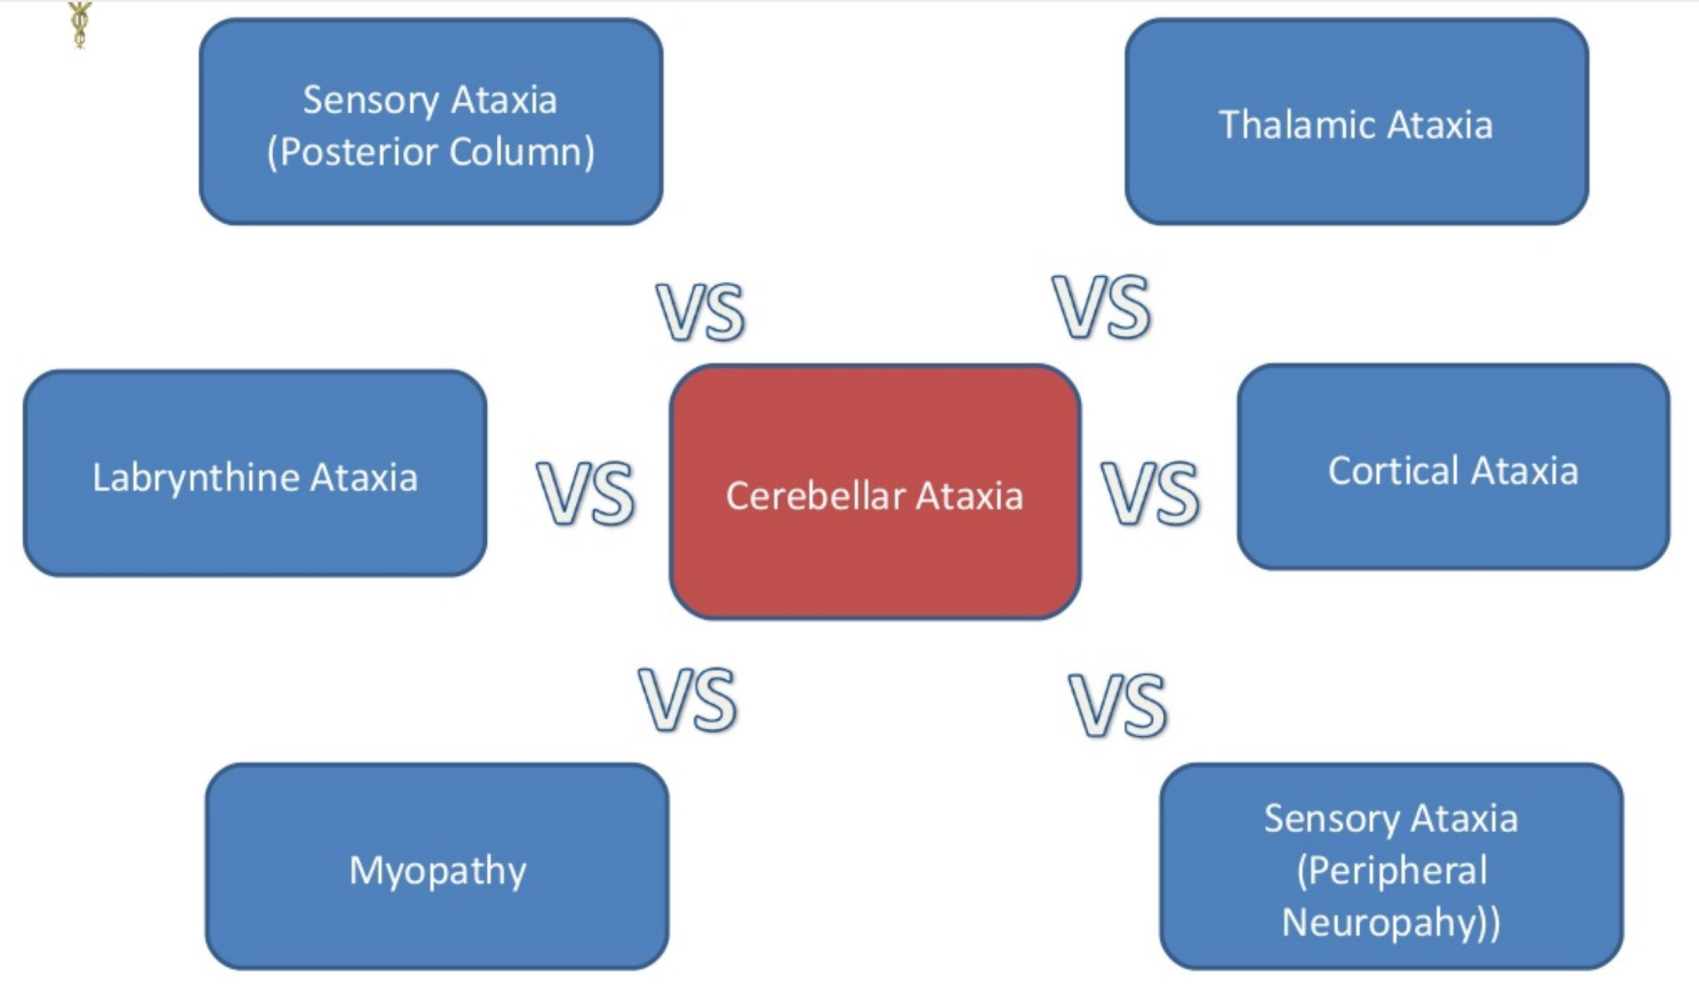 Sensory Ataxia
(Posterior Column)
Thalamic Ataxia
VS
VS
Labrynthine Ataxia
VS
Cerebellar Ataxia
VS
Cortical Ataxia
VS
VS
Myopathy
Sensory Ataxia
(Peripheral
Neuropahy))